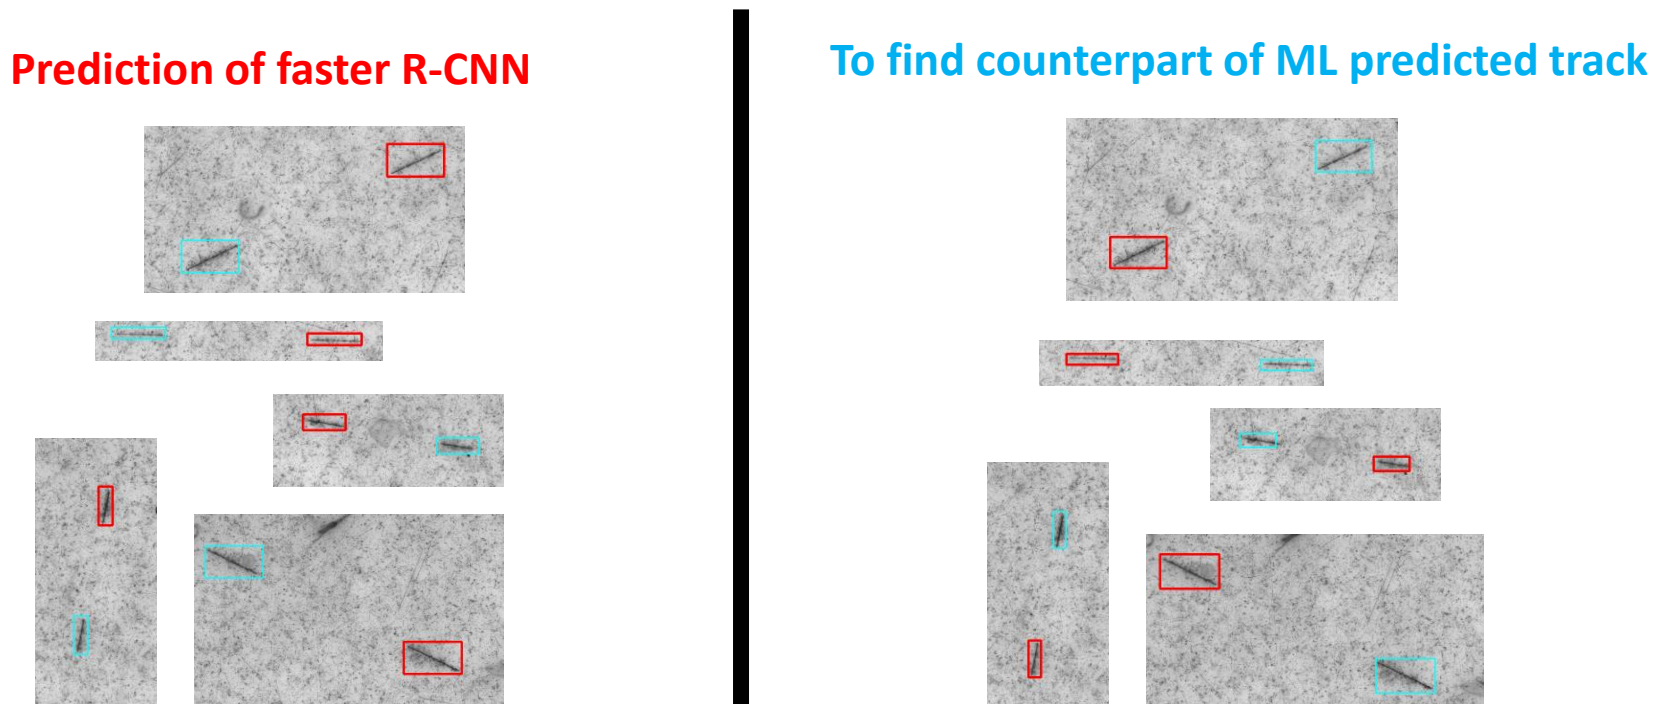 Prediction of faster R-CNN
To find counterpart of ML predicted track